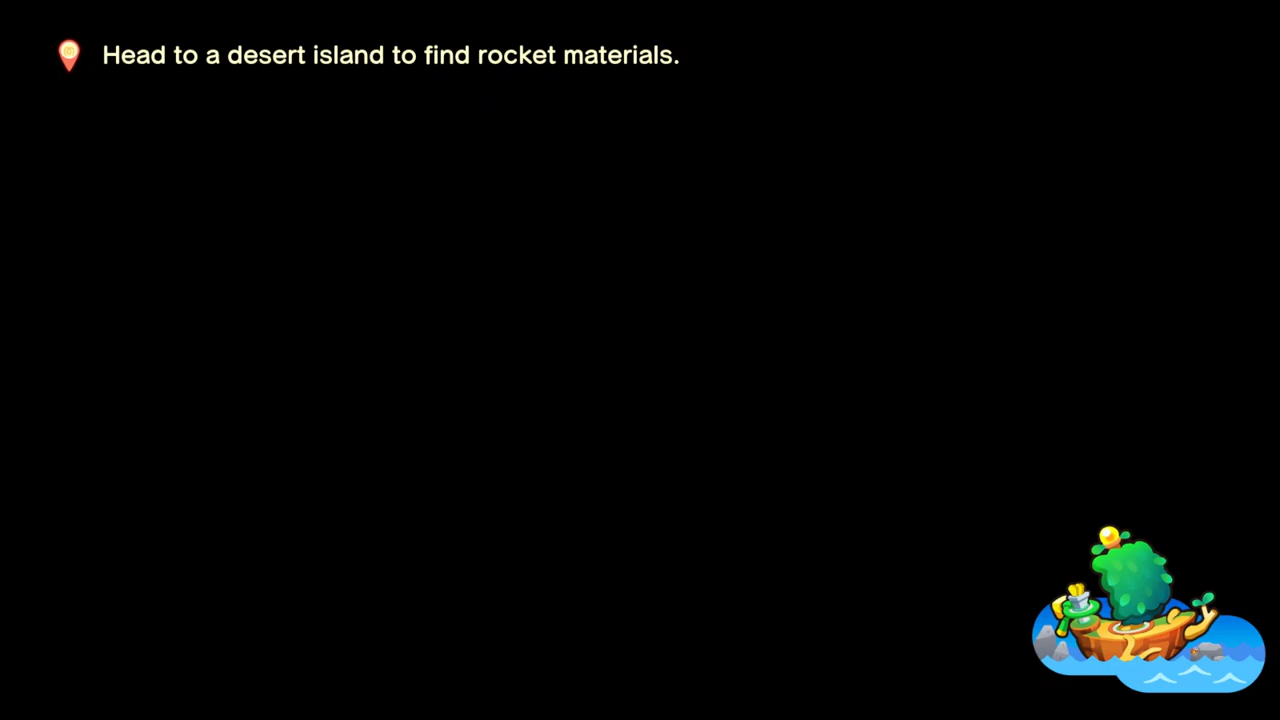 Head to a desert island to find rocket materials.